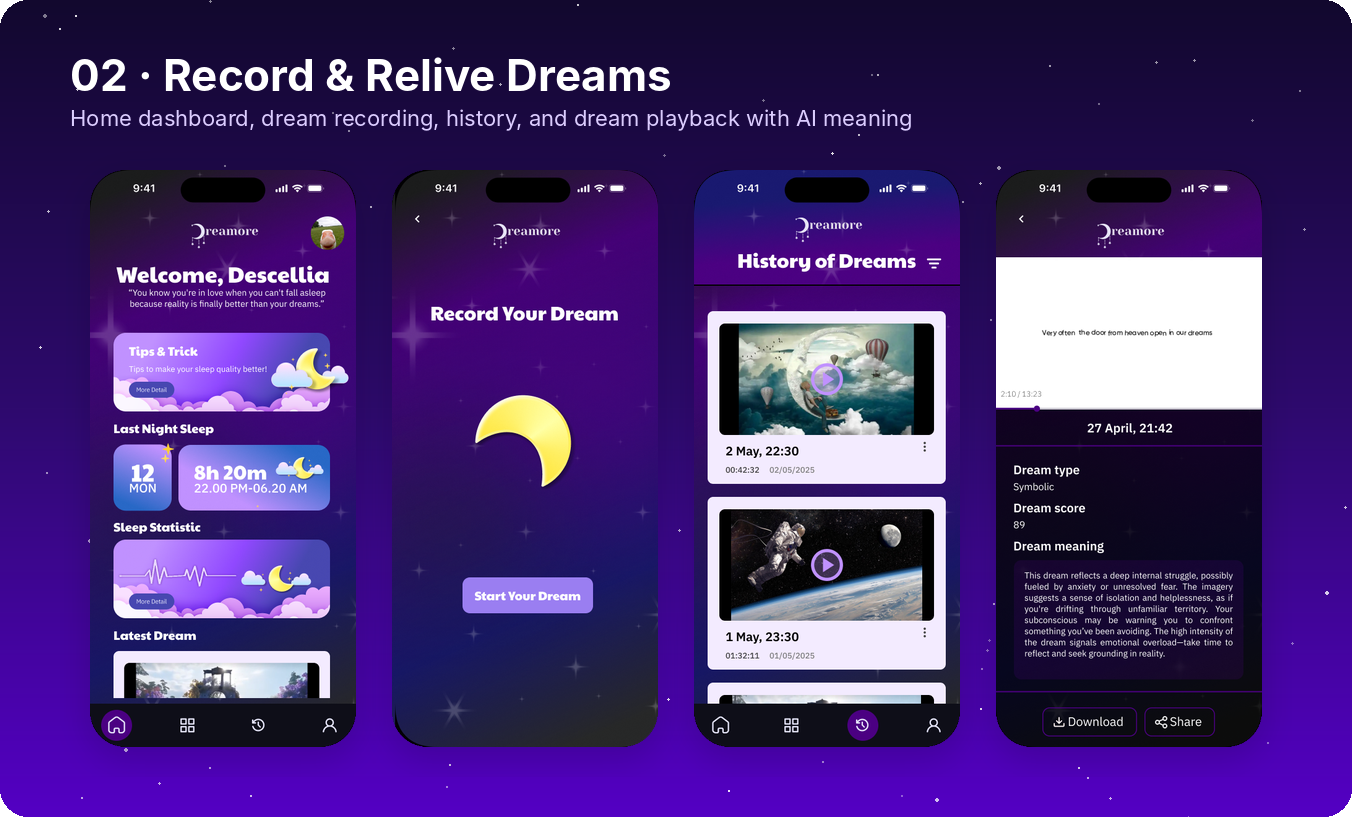 02 · Record & Relive Dreams
Home dashboard, dream recording, history, and dream playback with AI meaning
9:41
Dreamore
Welcome, Descellia
“You know you're in love when you can't fall asleep
because reality is finally better than your dreams.”
Tips & Trick
Tips to make your sleep quality better!
More Detail
Last Night Sleep
12
MON
8h 20m
22.00 PM-06.20 AM
Sleep Statistic
More Detail
Latest Dream
9:41
Dreamore
Record Your Dream
Start Your Dream
9:41
Dreamore
History of Dreams
2 May, 22:30
00:42:32 02/05/2025
1 May, 23:30
01:32:11 01/05/2025
9:41
Dreamore
Very often the door from heaven open in our dreams
2:10 / 13:23
27 April, 21:42
Dream type
Symbolic
Dream score
89
Dream meaning
This dream reflects a deep internal struggle, possibly
fueled by anxiety or unresolved fear. The imagery
suggests a sense of isolation and helplessness, as if
you're drifting through unfamiliar territory. Your
subconscious may be warning you to confront
something you've been avoiding. The high intensity of
the dream signals emotional overload—take time to
reflect and seek grounding in reality.
Download
Share